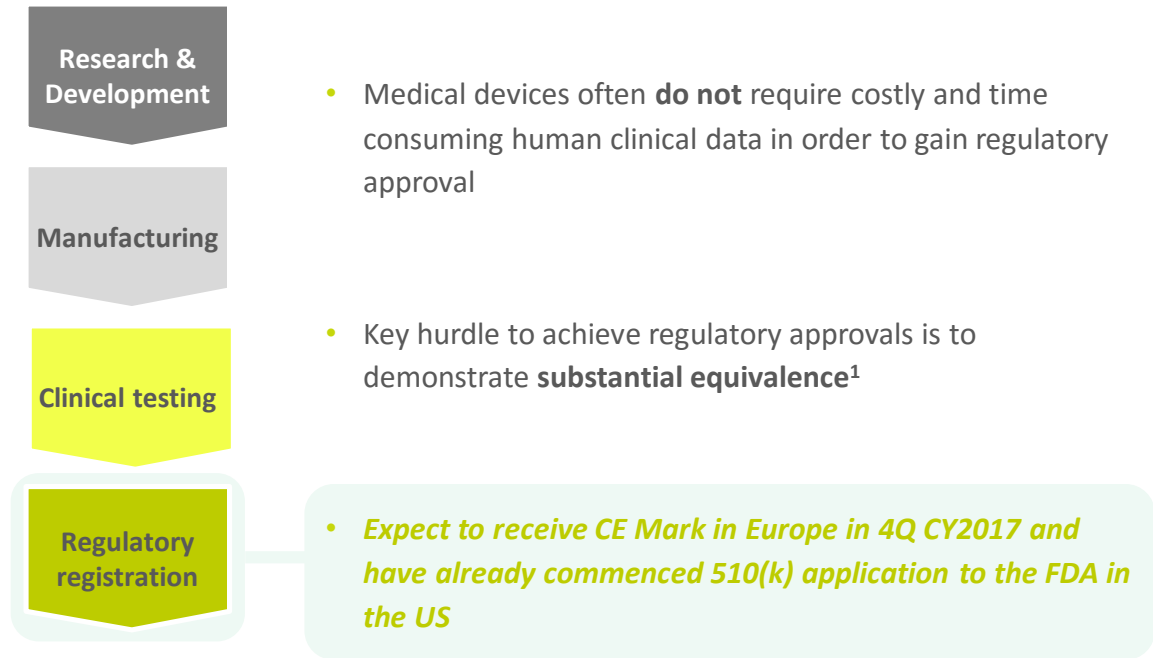 Research &
Development
• Medical devices often do not require costly and time
consuming human clinical data in order to gain regulatory
approval
Manufacturing
• Key hurdle to achieve regulatory approvals is to
demonstrate substantial equivalence¹
Clinical testing
Regulatory
registration
• Expect to receive CE Mark in Europe in 4Q CY2017 and
have already commenced 510(k) application to the FDA in
the US